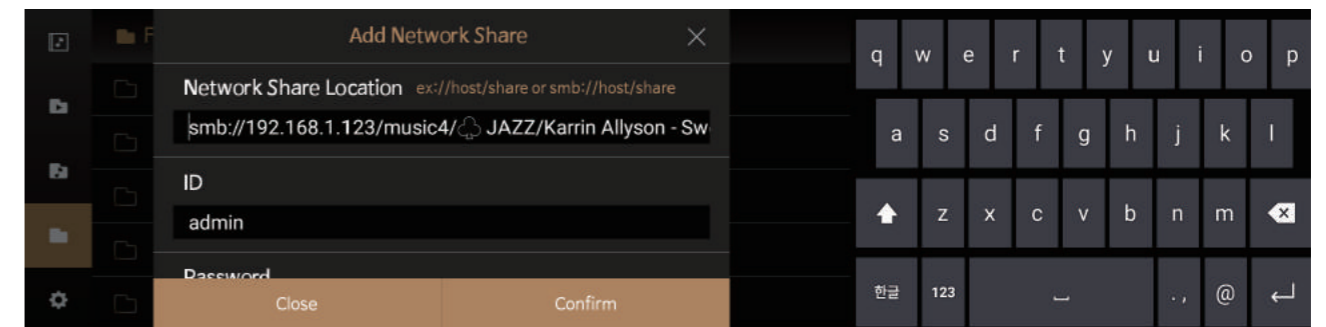 F
Add Network Share
Network Share Location ex://host/share or smb://host/share
smb://192.168.1.123/music4/♧ JAZZ/Karrin Allyson - Sw
ID
admin
Password
Close Confirm
q w e r t y u i o p
a s d f g h j k l
z x c v b n m
한글 123 . , @